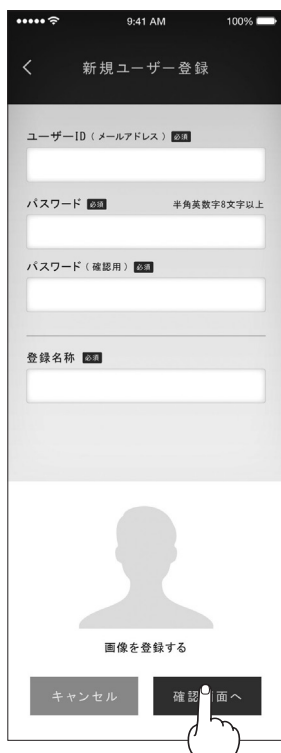 9:41 AM 100%
新規ユーザー登録
ユーザーID（メールアドレス）必須
パスワード 必須 半角英数字8文字以上
パスワード（確認用）必須
登録名称 必須
画像を登録する
キャンセル 確認画面へ